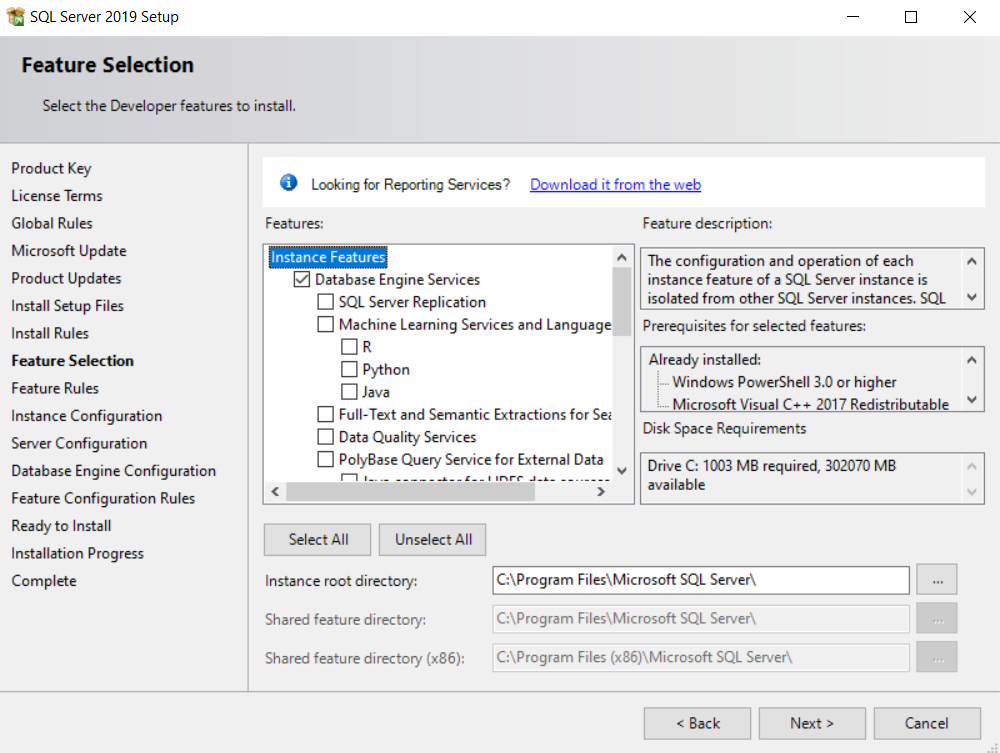 SQL Server 2019 Setup
Feature Selection
Select the Developer features to install.
Product Key
License Terms
Global Rules
Microsoft Update
Product Updates
Install Setup Files
Install Rules
Feature Selection
Feature Rules
Instance Configuration
Server Configuration
Database Engine Configuration
Feature Configuration Rules
Ready to Install
Installation Progress
Complete
Looking for Reporting Services? Download it from the web
Features:
Instance Features
Database Engine Services
SQL Server Replication
Machine Learning Services and Language
R
Python
Java
Full-Text and Semantic Extractions for Sea
Data Quality Services
PolyBase Query Service for External Data
Java connector for HDFS data sources
Feature description:
The configuration and operation of each
instance feature of a SQL Server instance is
isolated from other SQL Server instances. SQL
Prerequisites for selected features:
Already installed:
Windows PowerShell 3.0 or higher
Microsoft Visual C++ 2017 Redistributable
Disk Space Requirements
Drive C: 1003 MB required, 302070 MB
available
Select All
Unselect All
Instance root directory:
C:\Program Files\Microsoft SQL Server\
...
Shared feature directory:
C:\Program Files\Microsoft SQL Server\
...
Shared feature directory (x86):
C:\Program Files (x86)\Microsoft SQL Server\
...
< Back
Next >
Cancel